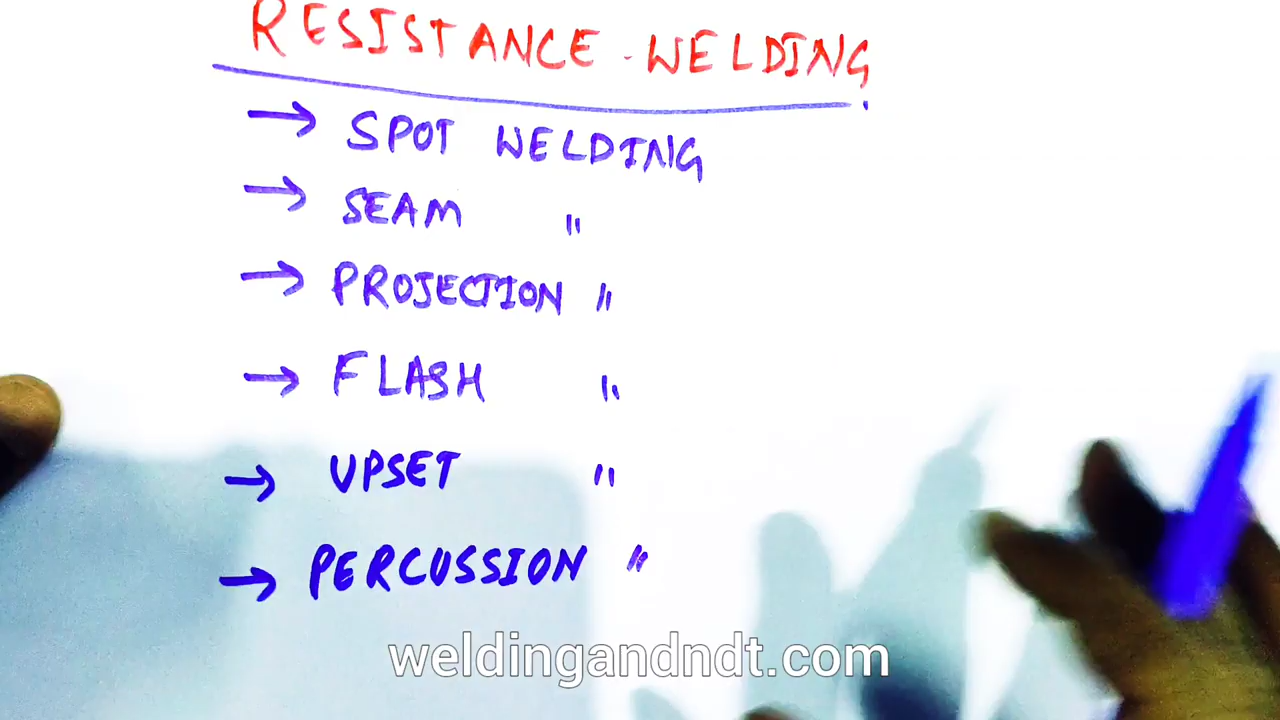 RESISTANCE-WELDING
→ SPOT WELDING
→ SEAM "
→ PROJECTION "
→ FLASH "
→ UPSET "
→ PERCUSSION "
weldingandndt.com